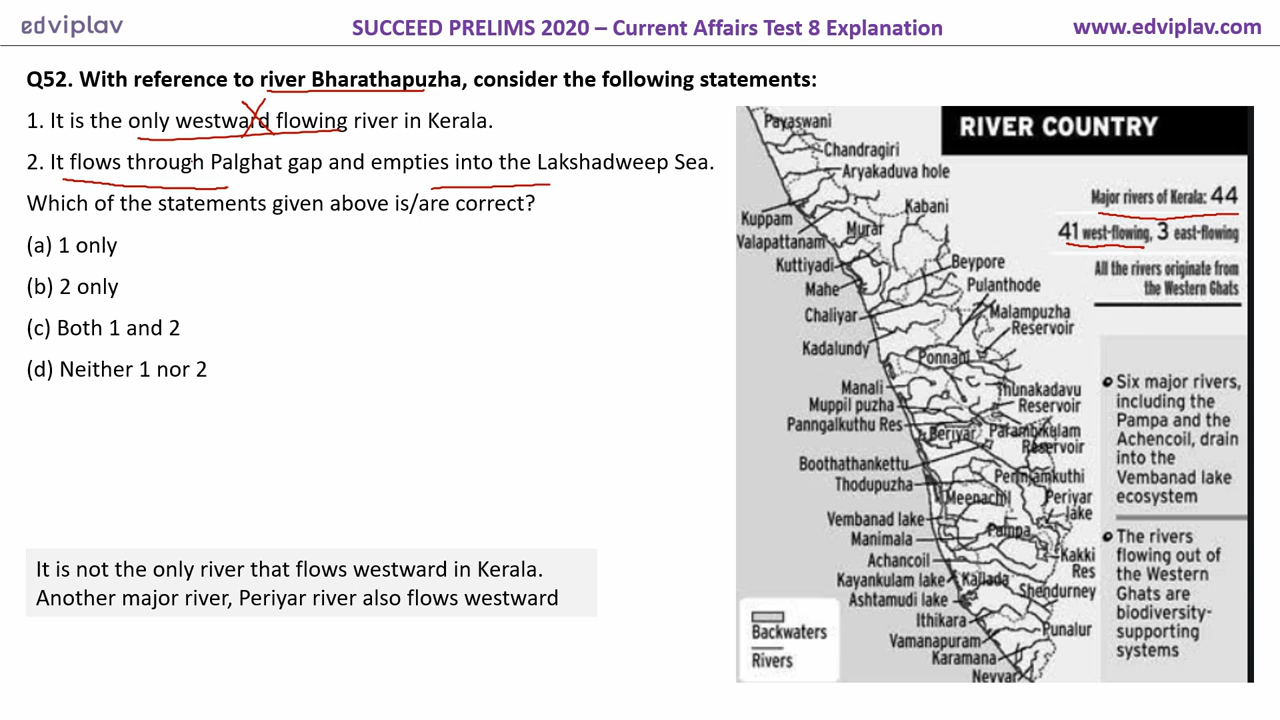 edviplav
SUCCEED PRELIMS 2020 – Current Affairs Test 8 Explanation
www.edviplav.com
Q52. With reference to river Bharathapuzha, consider the following statements:
1. It is the only westward flowing river in Kerala.
2. It flows through Palghat gap and empties into the Lakshadweep Sea.
Which of the statements given above is/are correct?
(a) 1 only
(b) 2 only
(c) Both 1 and 2
(d) Neither 1 nor 2
It is not the only river that flows westward in Kerala.
Another major river, Periyar river also flows westward
RIVER COUNTRY
Major rivers of Kerala: 44
41 west-flowing, 3 east-flowing
All the rivers originate from
the Western Ghats
Six major rivers,
including the
Pampa and the
Achencoil, drain
into the
Vembanad lake
ecosystem
The rivers
flowing out of
the Western
Ghats are
biodiversity-
supporting
systems
Payaswani
Chandragiri
Aryakaduva hole
Kabani
Kuppam
Murar
Valapattanam
Kuttiyadi
Beypore
Mahe
Pulanthode
Chaliyar
Malampuzha
Reservoir
Kadalundy
Ponnani
Manali
Thunakadavu
Reservoir
Muppil puzha
Panngalkuthu Res
Periyar
Parambikulam
Reservoir
Boothathankettu
Thodupuzha
Perinjamkuthi
Meenachil
Periyar
lake
Vembanad lake
Pampa
Manimala
Achancoil
Kakki
Res
Kayankulam lake
Kallada
Shendurney
Ashtamudi lake
Ithikara
Punalur
Vamanapuram
Karamana
Neyyar
Backwaters
Rivers